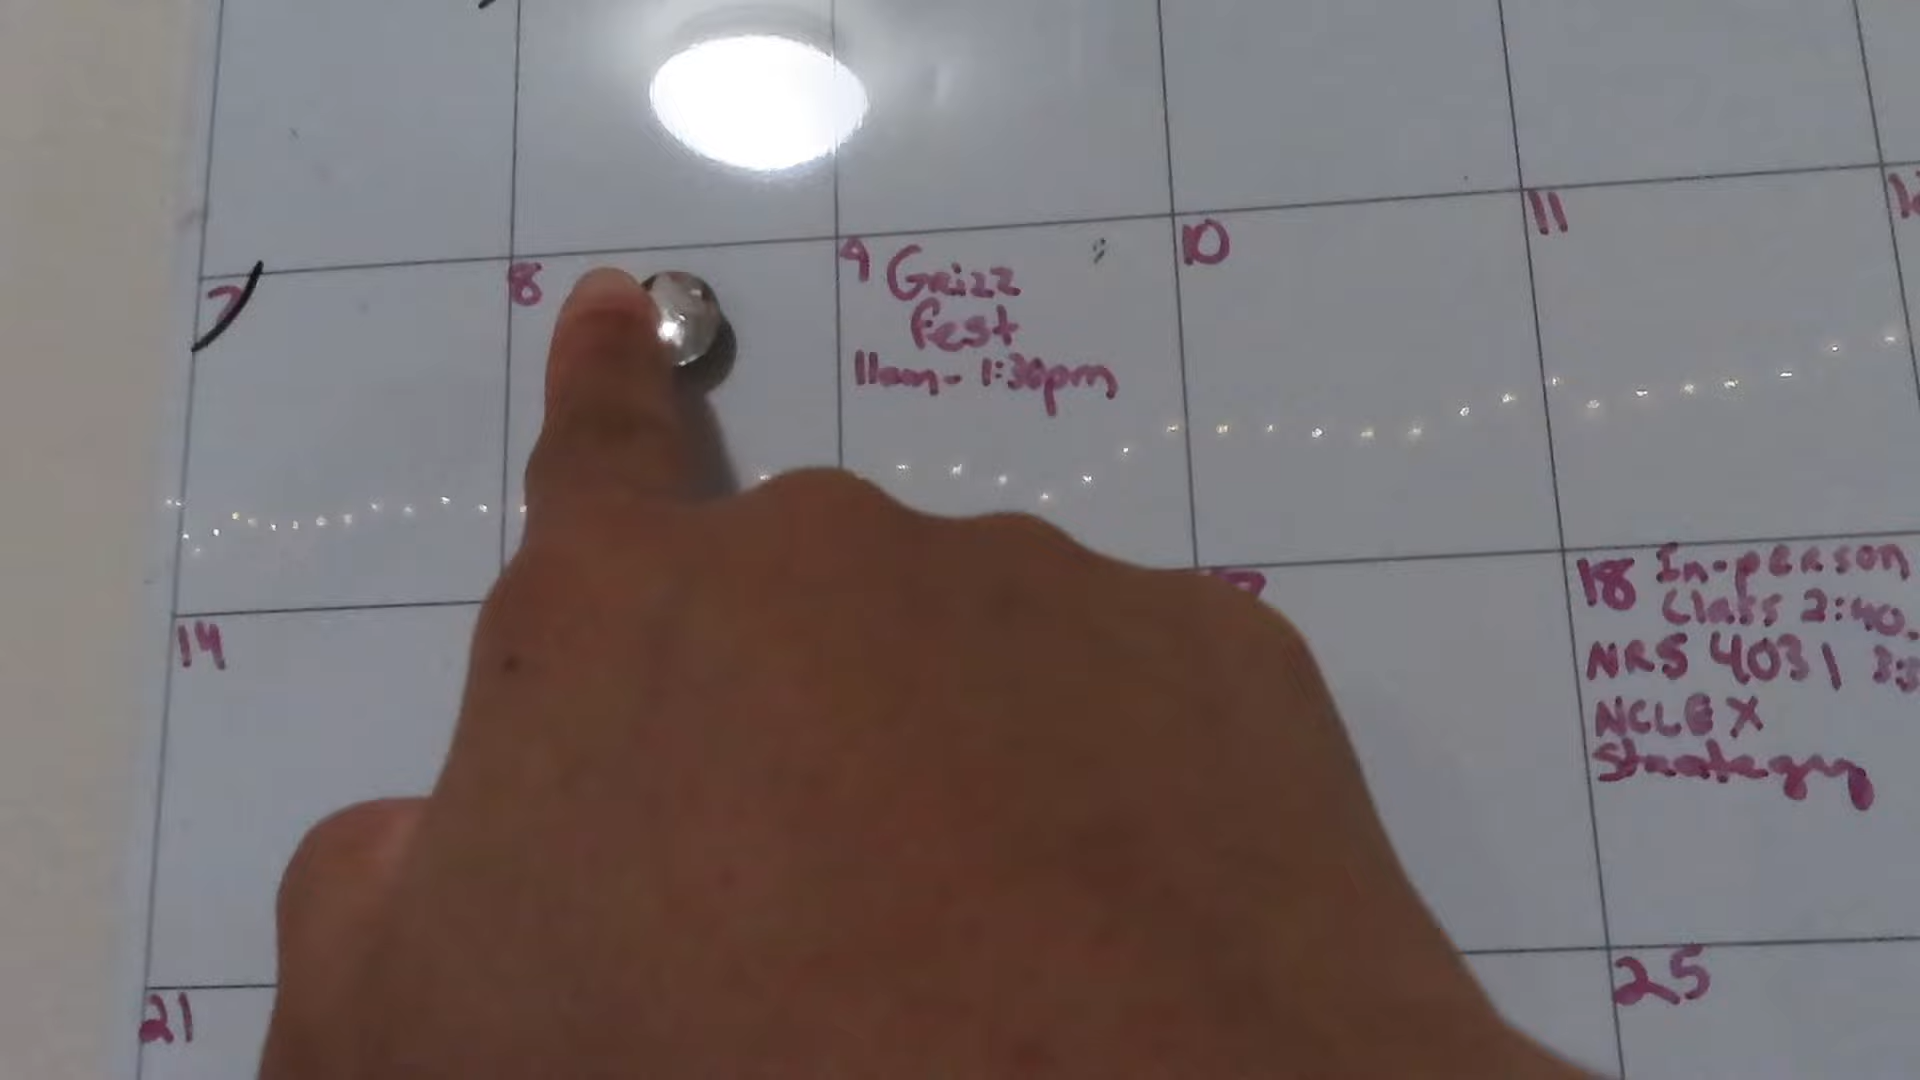 7
8
9 Grizz
fest
11am - 1:30pm
10
11
14
18 In-person
Class 2:40
NRS 4031
NCLEX
Strategy
21
25